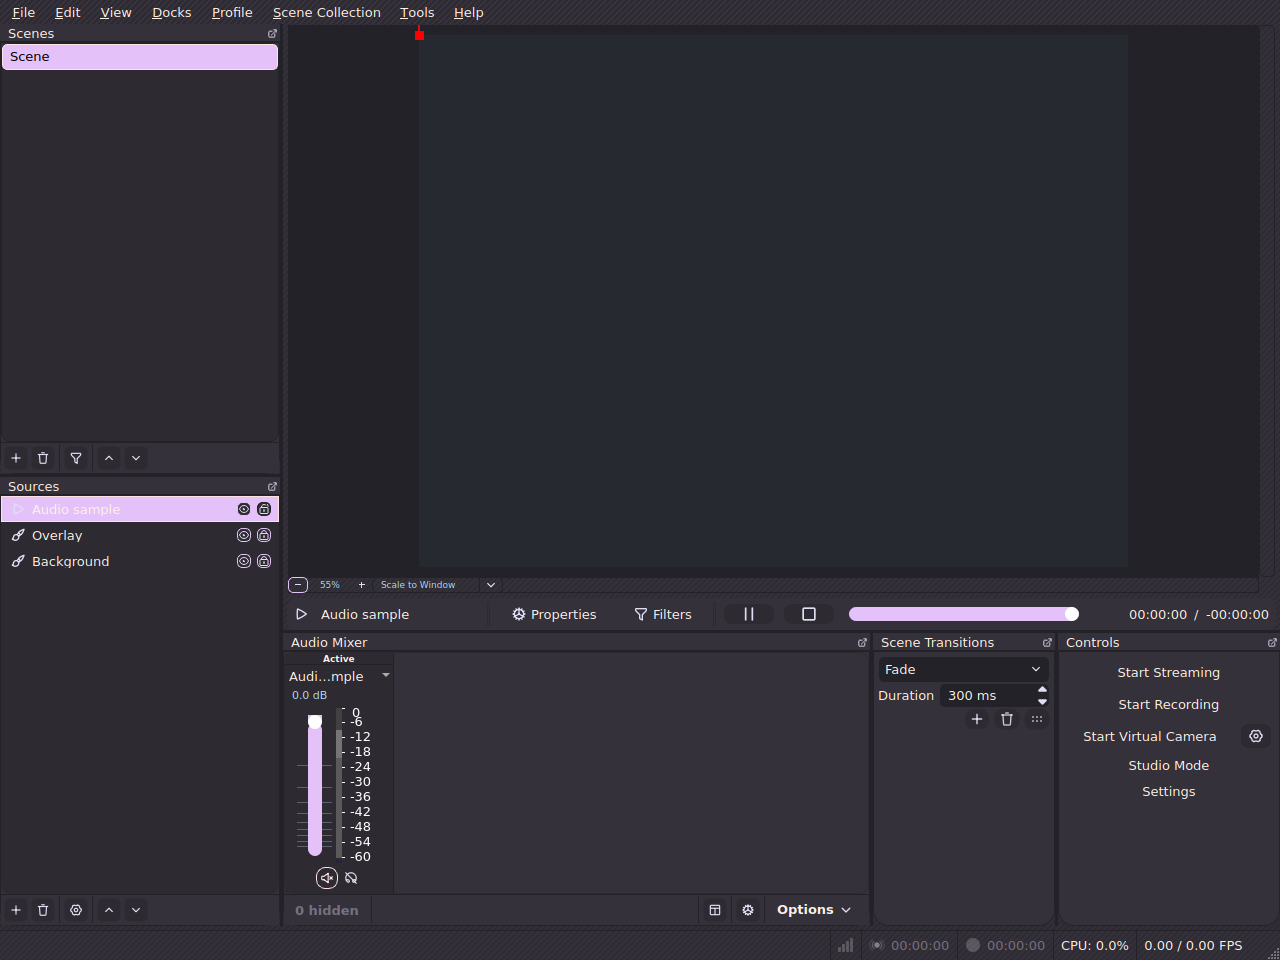 File Edit View Docks Profile Scene Collection Tools Help
Scenes
Scene
Sources
Audio sample
Overlay
Background
55% Scale to Window
Audio sample Properties Filters 00:00:00 / -00:00:00
Audio Mixer
Active
Audi...mple
0.0 dB
0
-6
-12
-18
-24
-30
-36
-42
-48
-54
-60
0 hidden Options
Scene Transitions
Fade
Duration 300 ms
Controls
Start Streaming
Start Recording
Start Virtual Camera
Studio Mode
Settings
00:00:00 00:00:00 CPU: 0.0% 0.00 / 0.00 FPS